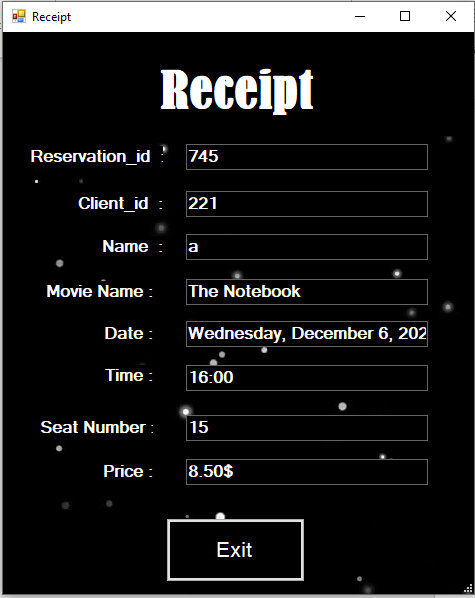 Receipt
Receipt
Reservation_id : 745
Client_id : 221
Name : a
Movie Name : The Notebook
Date : Wednesday, December 6, 202
Time : 16:00
Seat Number : 15
Price : 8.50$
Exit